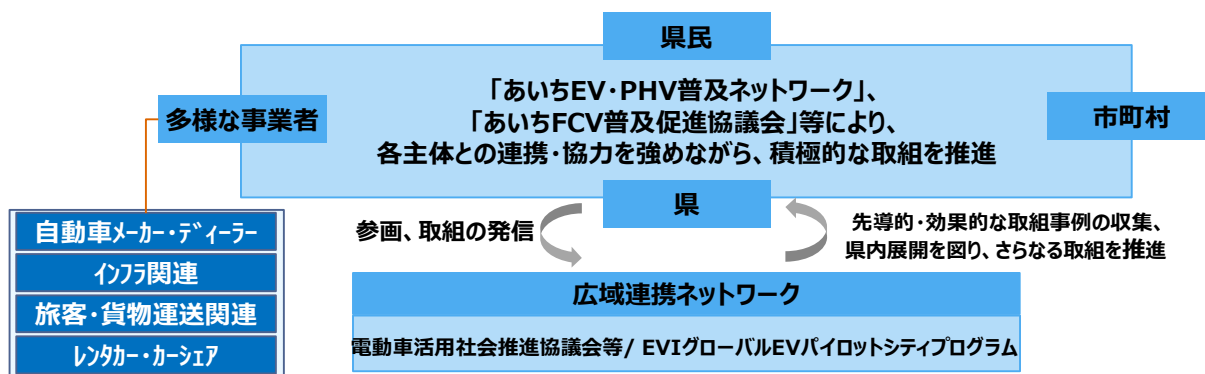 県民
「あいちEV・PHV普及ネットワーク」、
「あいちFCV普及促進協議会」等により、
各主体との連携・協力を強めながら、積極的な取組を推進
多様な事業者
市町村
県
自動車ﾒｰｶｰ・ﾃﾞｨｰﾗｰ
ｲﾝﾌﾗ関連
旅客・貨物運送関連
ﾚﾝﾀｶｰ・ｶｰｼｪｱ
参画、取組の発信
先導的・効果的な取組事例の収集、
県内展開を図り、さらなる取組を推進
広域連携ネットワーク
電動車活用社会推進協議会等/ EVIグローバルEVパイロットシティプログラム